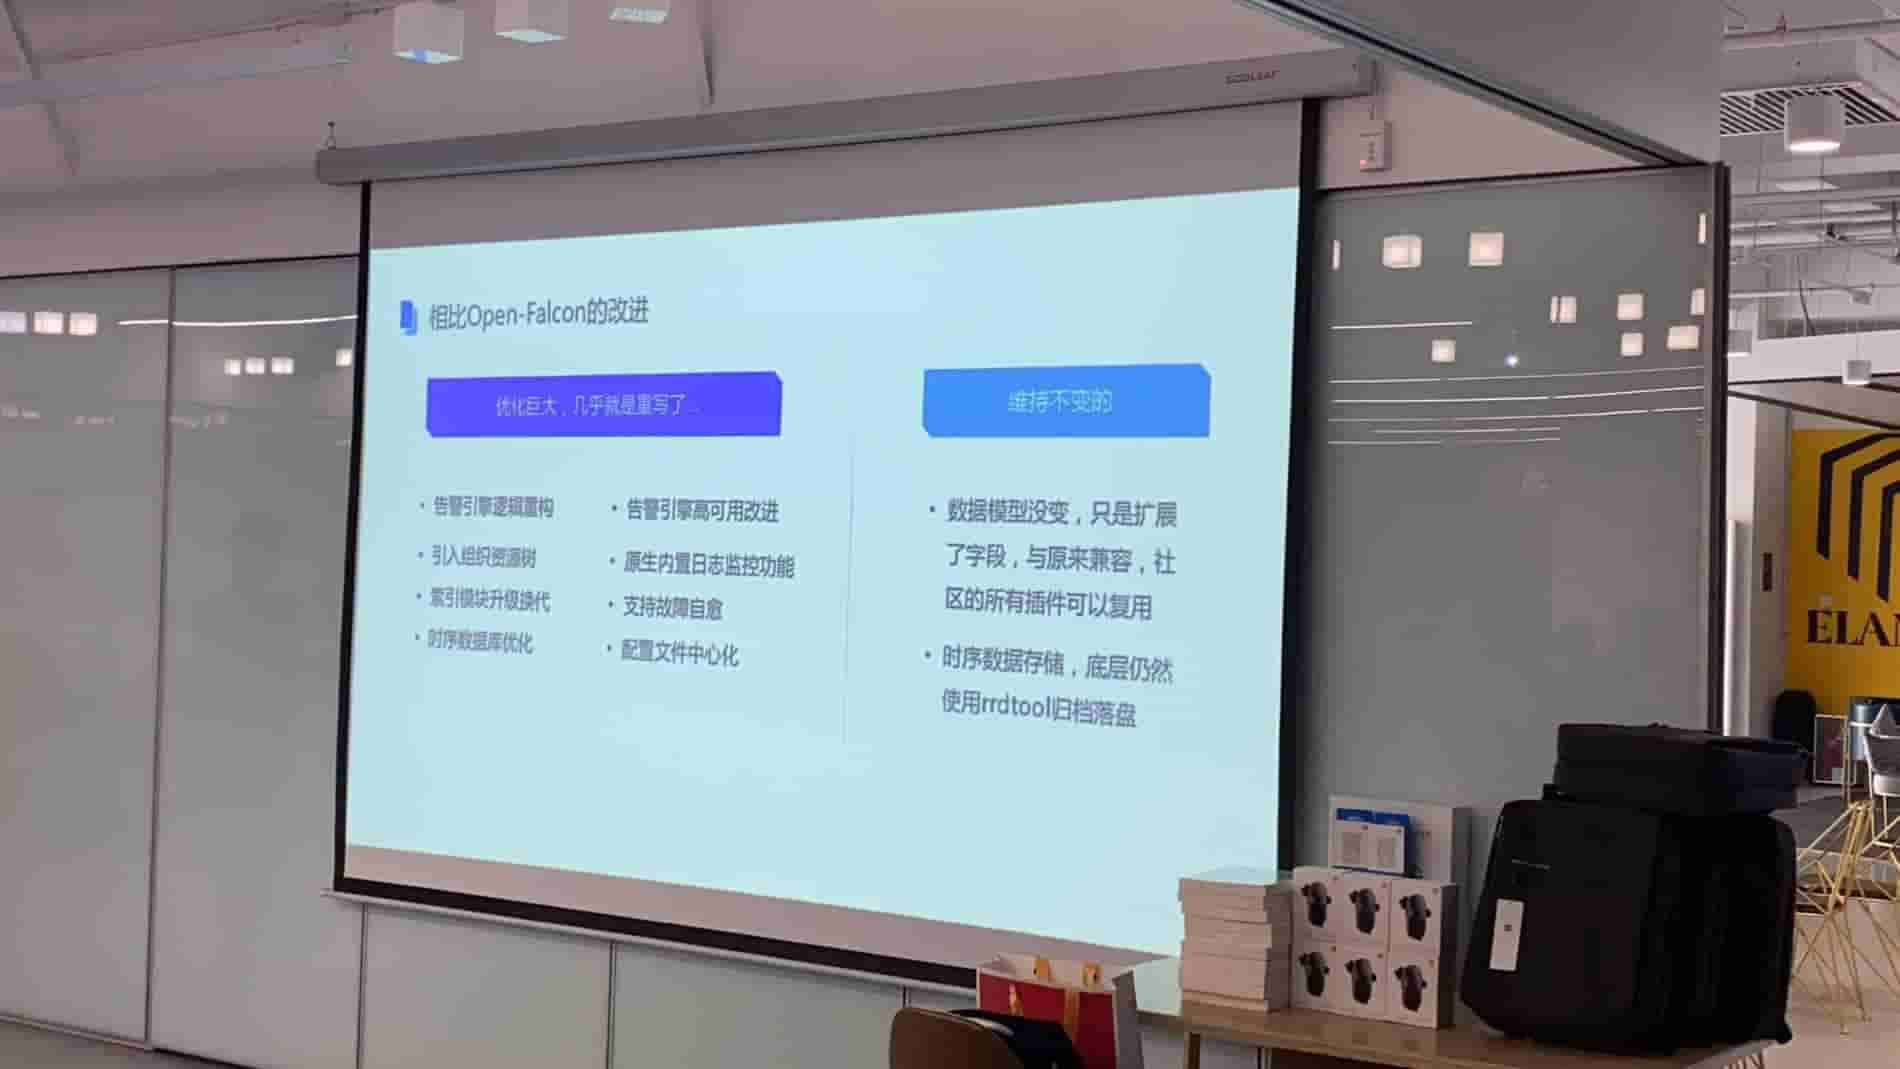 相比Open-Falcon的改进
优化巨大，几乎就是重写了...
维持不变的
• 告警引擎逻辑重构
• 引入组织资源树
• 索引模块升级换代
• 时序数据库优化
• 告警引擎高可用改进
• 原生内置日志监控功能
• 支持故障自愈
• 配置文件中心化
• 数据模型没变，只是扩展
了字段，与原来兼容，社
区的所有插件可以复用
• 时序数据存储，底层仍然
使用rrdtool归档落盘
ELAN